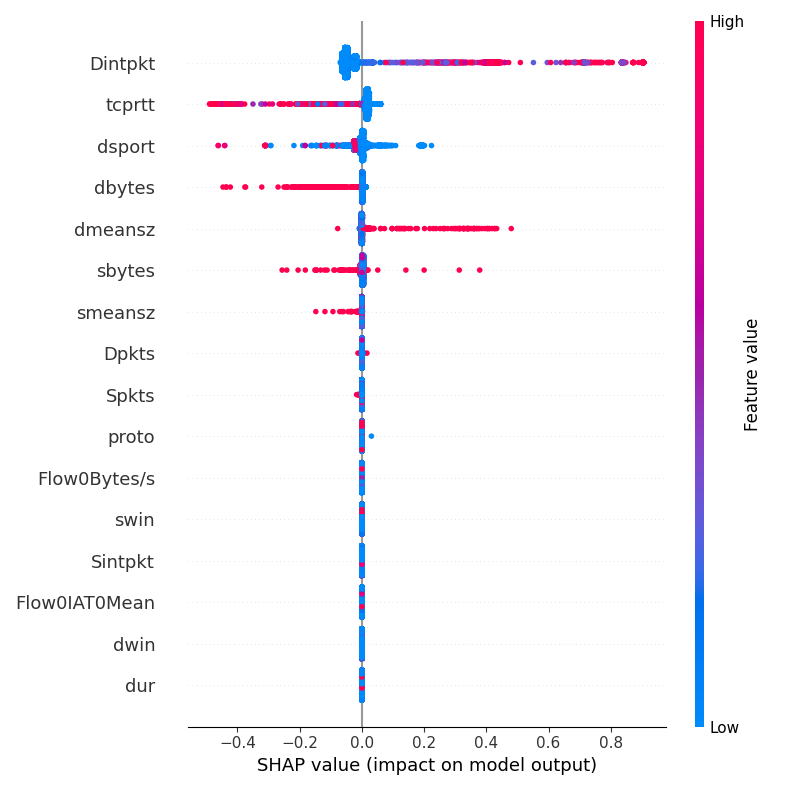 High
Dintpkt
tcprtt
dsport
dbytes
dmeansz
sbytes
smeansz
Dpkts
Spkts
proto
Flow0Bytes/s
swin
Sintpkt
Flow0IAT0Mean
dwin
dur
Feature value
Low
−0.4 −0.2 0.0 0.2 0.4 0.6 0.8
SHAP value (impact on model output)